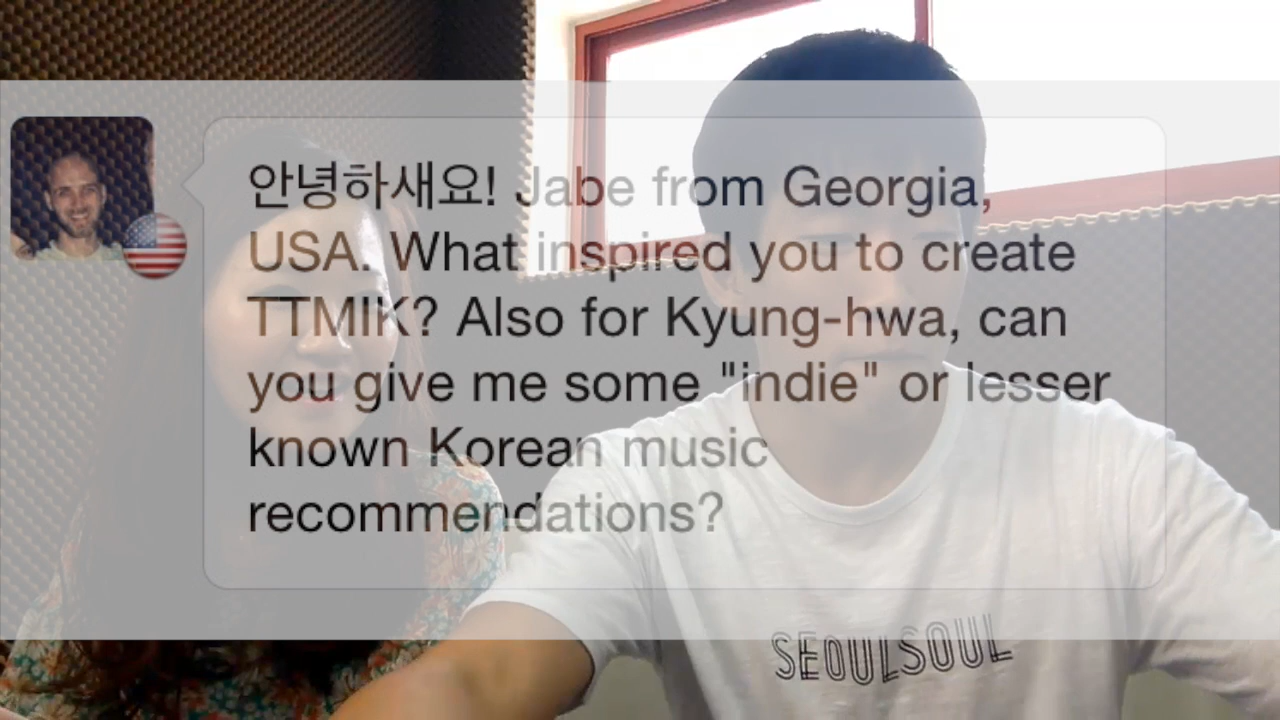 안녕하새요! Jabe from Georgia,
USA. What inspired you to create
TTMIK? Also for Kyung-hwa, can
you give me some "indie" or lesser
known Korean music
recommendations?
SEOULSOUL